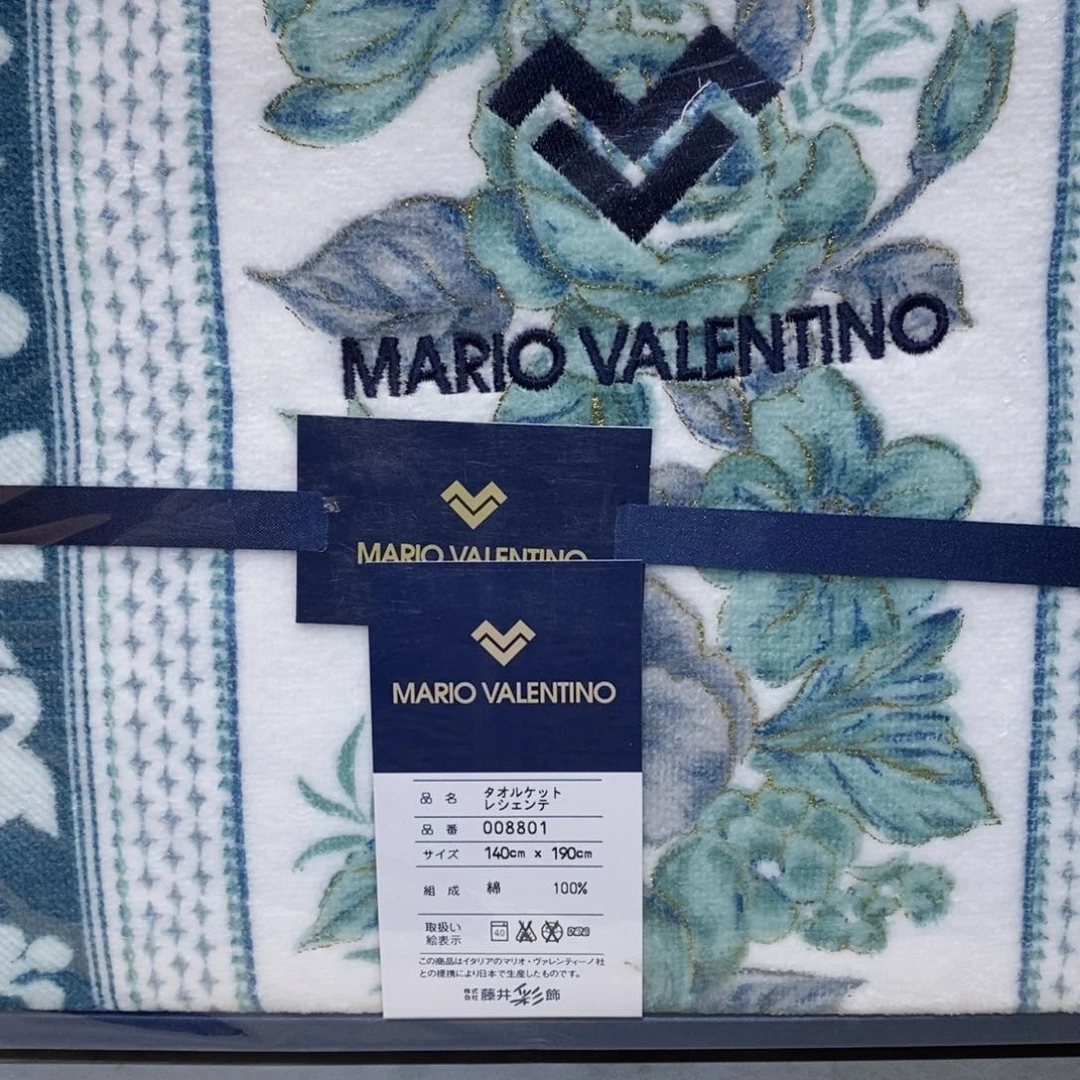 MARIO VALENTINO
MARIO VALENTINO
MARIO VALENTINO
品名 タオルケット
レシェンテ
品番 008801
サイズ 140cm x 190cm
組成 綿 100%
取扱い
絵表示
40
この商品はイタリアのマリオ・ヴァレンティーノ社
との提携により日本で生産したものです。
株式会社 藤井彩飾